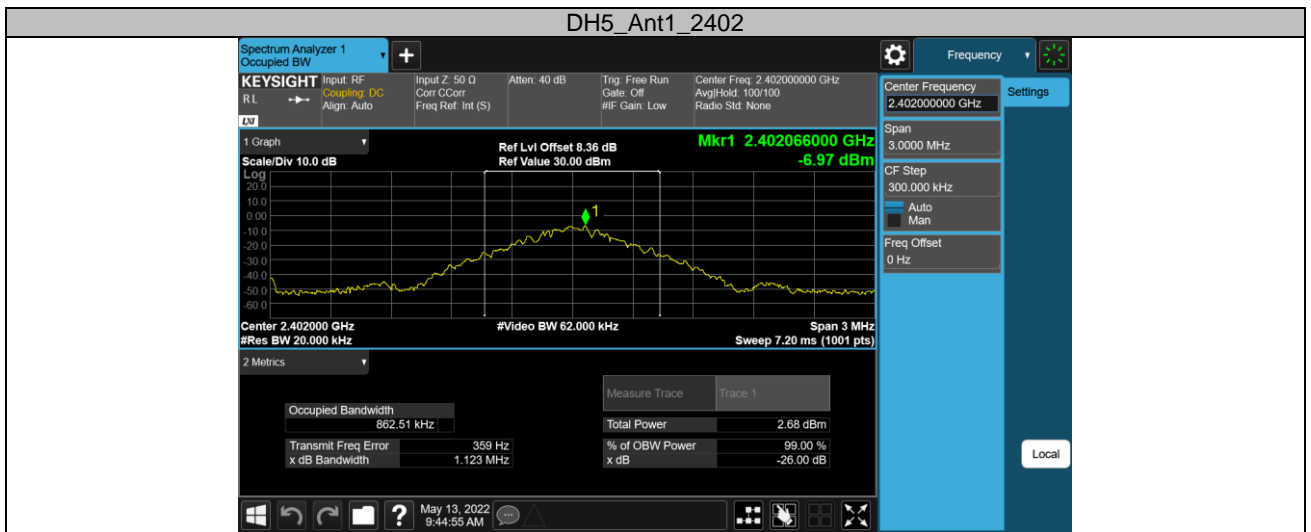 DH5_Ant1_2402
Spectrum Analyzer 1
Occupied BW
Frequency
KEYSIGHT
R L
LXI
Input: RF
Coupling: DC
Align: Auto
Input Z: 50 Ω
Corr CCorr
Freq Ref: Int (S)
Atten: 40 dB
Trig: Free Run
Gate: Off
#IF Gain: Low
Center Freq: 2.402000000 GHz
Avg|Hold: 100/100
Radio Std: None
Center Frequency
2.402000000 GHz
Settings
Span
3.0000 MHz
CF Step
300.000 kHz
Auto
Man
Freq Offset
0 Hz
Local
1 Graph
Scale/Div 10.0 dB
Ref Lvl Offset 8.36 dB
Ref Value 30.00 dBm
Mkr1 2.402066000 GHz
-6.97 dBm
Log
20.0
10.0
0.00
-10.0
-20.0
-30.0
-40.0
-50.0
-60.0
1
Center 2.402000 GHz
#Res BW 20.000 kHz
#Video BW 62.000 kHz
Span 3 MHz
Sweep 7.20 ms (1001 pts)
2 Metrics
Measure Trace Trace 1
Occupied Bandwidth
862.51 kHz
Total Power 2.68 dBm
Transmit Freq Error 359 Hz
% of OBW Power 99.00 %
x dB Bandwidth 1.123 MHz
x dB -26.00 dB
?
May 13, 2022
9:44:55 AM